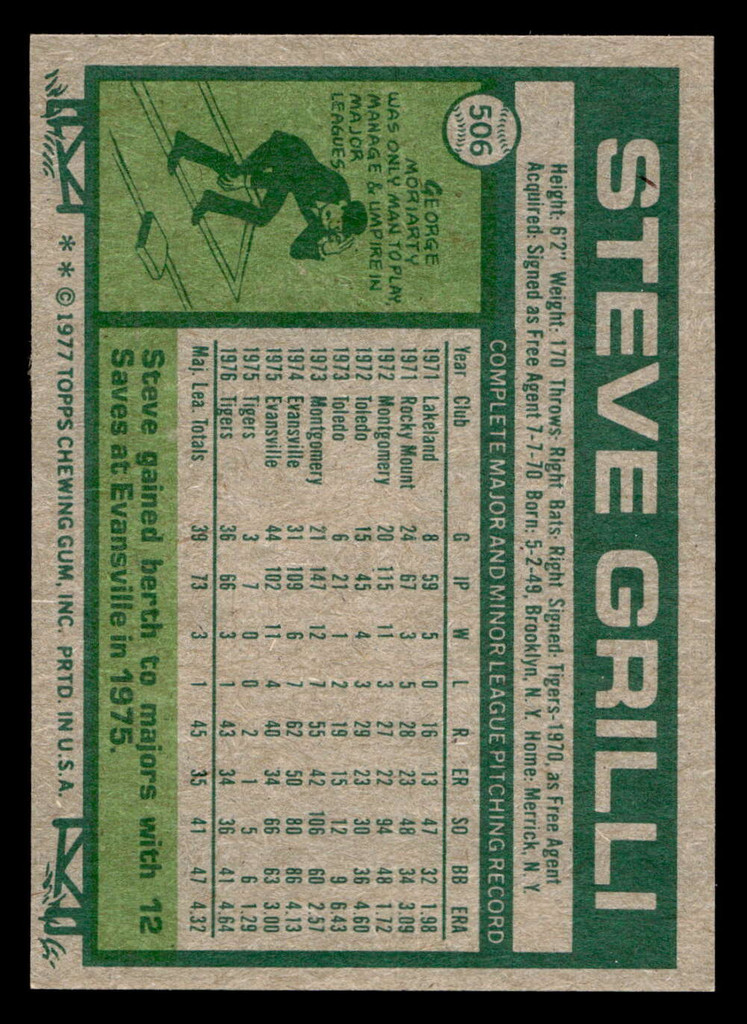 STEVE GRILLI
506
Height: 6'2" Weight: 170 Throws: Right Bats: Right Signed: Tigers-1970, as Free Agent
Acquired: Signed as Free Agent 7-7-70 Born: 5-2-49, Brooklyn, N. Y. Home: Merrick, N. Y.
COMPLETE MAJOR AND MINOR LEAGUE PITCHING RECORD
GEORGE
MORIARTY
WAS ONLY MAN TO PLAY,
MANAGE & UMPIRE IN
MAJOR
LEAGUES
Year Club G IP W L R ER SO BB ERA
1971 Lakeland 8 59 5 0 16 13 47 32 1.98
1971 Rocky Mount 24 67 3 5 28 23 48 34 3.09
1972 Montgomery 20 115 11 3 27 22 94 48 1.72
1972 Toledo 15 45 4 3 29 23 30 36 4.60
1973 Toledo 6 21 1 2 19 15 12 9 6.43
1973 Montgomery 21 147 12 7 55 42 106 60 2.57
1974 Evansville 31 109 6 7 62 50 80 86 4.13
1975 Evansville 44 102 11 4 40 34 66 63 3.00
1975 Tigers 3 7 0 0 2 1 5 6 1.29
1976 Tigers 36 66 3 1 43 34 36 41 4.64
Maj. Lea. Totals 39 73 3 1 45 35 41 47 4.32
Steve gained berth to majors with 12
Saves at Evansville in 1975.
* * © 1977 TOPPS CHEWING GUM, INC. PRTD. IN U.S.A.